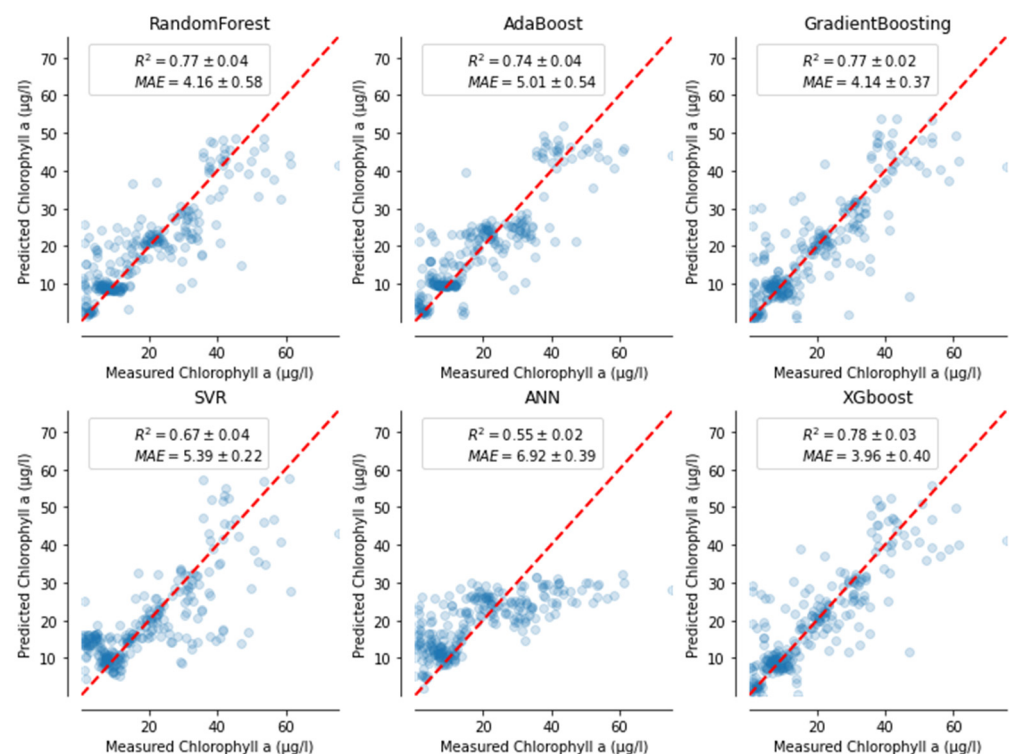 RandomForest
R² = 0.77 ± 0.04
MAE = 4.16 ± 0.58
Predicted Chlorophyll a (µg/l)
70
60
50
40
30
20
10
20 40 60
Measured Chlorophyll a (µg/l)
AdaBoost
R² = 0.74 ± 0.04
MAE = 5.01 ± 0.54
Predicted Chlorophyll a (µg/l)
70
60
50
40
30
20
10
20 40 60
Measured Chlorophyll a (µg/l)
GradientBoosting
R² = 0.77 ± 0.02
MAE = 4.14 ± 0.37
Predicted Chlorophyll a (µg/l)
70
60
50
40
30
20
10
20 40 60
Measured Chlorophyll a (µg/l)
SVR
R² = 0.67 ± 0.04
MAE = 5.39 ± 0.22
Predicted Chlorophyll a (µg/l)
70
60
50
40
30
20
10
20 40 60
Measured Chlorophyll a (µg/l)
ANN
R² = 0.55 ± 0.02
MAE = 6.92 ± 0.39
Predicted Chlorophyll a (µg/l)
70
60
50
40
30
20
10
20 40 60
Measured Chlorophyll a (µg/l)
XGboost
R² = 0.78 ± 0.03
MAE = 3.96 ± 0.40
Predicted Chlorophyll a (µg/l)
70
60
50
40
30
20
10
20 40 60
Measured Chlorophyll a (µg/l)